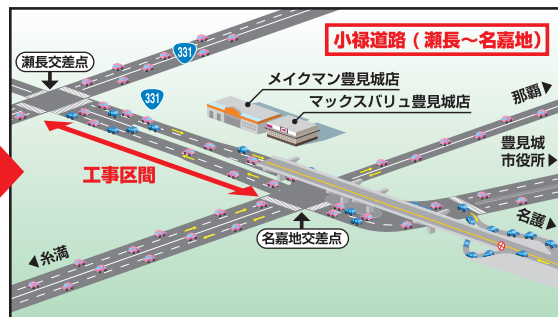 小禄道路（瀬長～名嘉地）
瀬長交差点
331
331
メイクマン豊見城店
マックスバリュ豊見城店
那覇
豊見城
市役所
工事区間
名護
名嘉地交差点
糸満